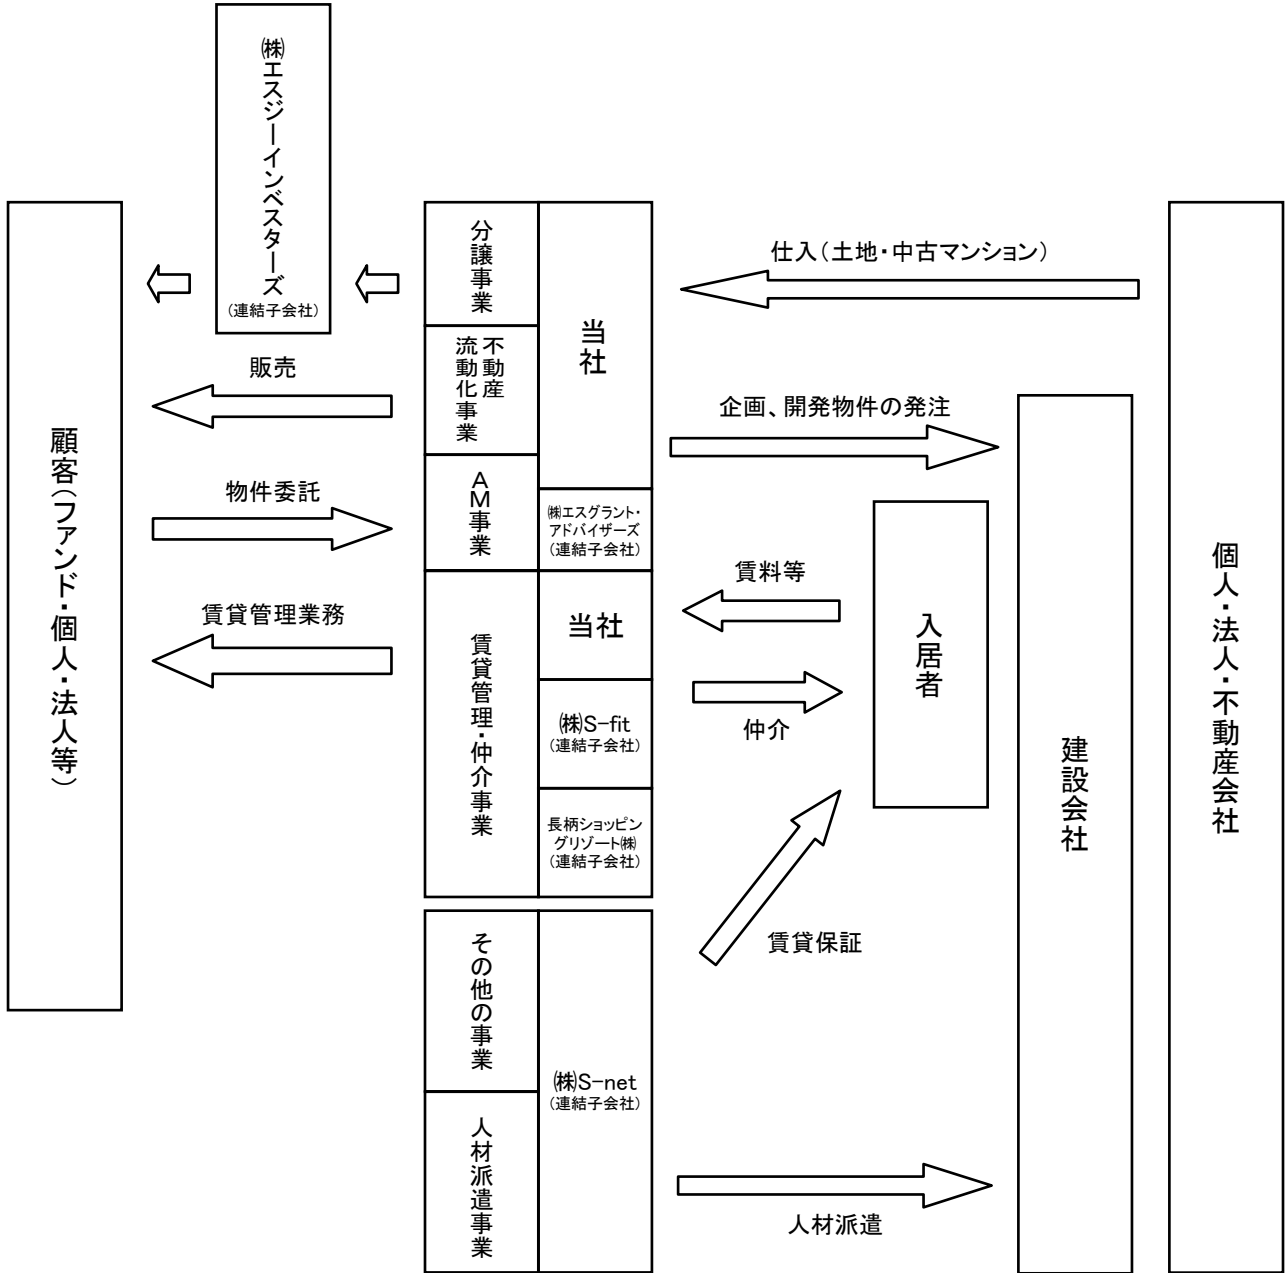 ㈱エスジーインベスターズ
(連結子会社)
顧客(ファンド・個人・法人等)
販売
物件委託
賃貸管理業務
分譲事業
不動産
流動化事業
AM事業
賃貸管理・仲介事業
その他の事業
人材派遣事業
当社
㈱エスグラント・
アドバイザーズ
(連結子会社)
当社
㈱S-fit
(連結子会社)
長柄ショッピン
グリゾート㈱
(連結子会社)
㈱S-net
(連結子会社)
仕入(土地・中古マンション)
企画、開発物件の発注
賃料等
仲介
賃貸保証
人材派遣
入居者
建設会社
個人・法人・不動産会社